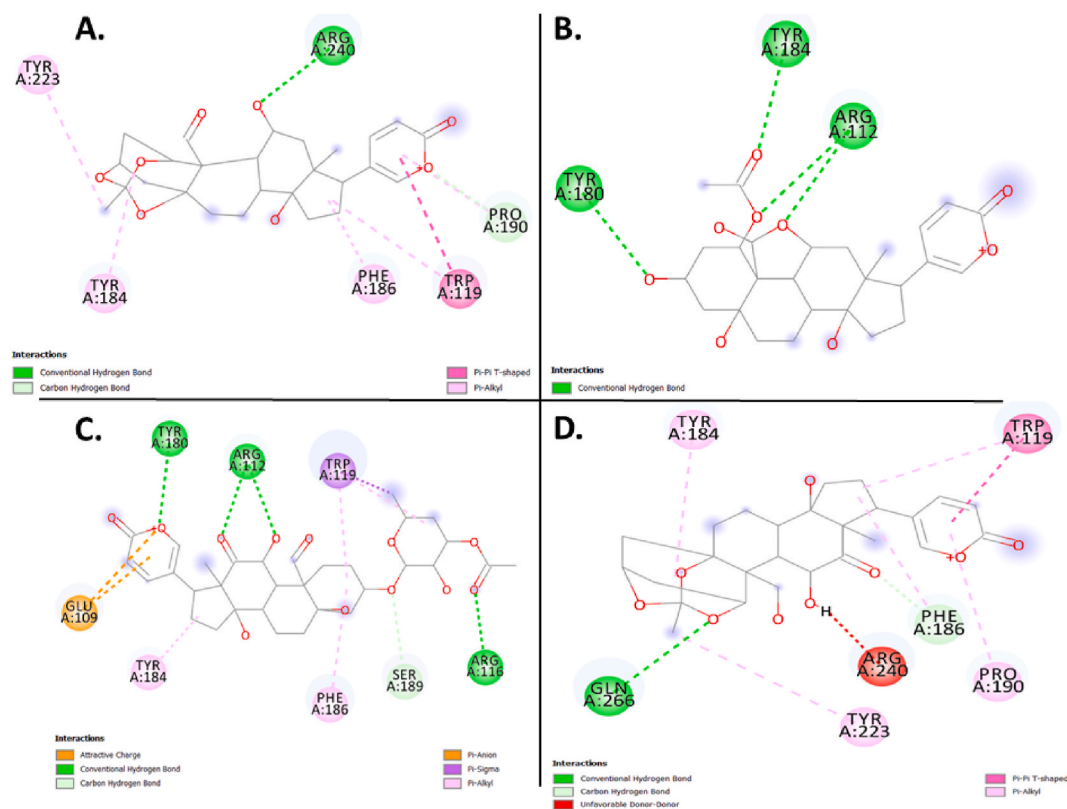 A.
ARG
A:240
TYR
A:223
O
O
O
O
O
O
O
O
O+
PRO
A:190
TYR
A:184
PHE
A:186
TRP
A:119
Interactions
Conventional Hydrogen Bond
Carbon Hydrogen Bond
Pi-Pi T-shaped
Pi-Alkyl
B.
TYR
A:184
ARG
A:112
TYR
A:180
O
O
O
O
O
O
O
O
+O
Interactions
Conventional Hydrogen Bond
C.
TYR
A:180
ARG
A:112
TRP
A:119
O
O+
O
O
O
O
O
O
O
O
O
O
GLU
A:109
TYR
A:184
PHE
A:186
SER
A:189
ARG
A:116
Interactions
Attractive Charge
Conventional Hydrogen Bond
Carbon Hydrogen Bond
Pi-Anion
Pi-Sigma
Pi-Alkyl
D.
TYR
A:184
TRP
A:119
O
O
O
O
O
O
O
H
+O
O
PHE
A:186
ARG
A:240
PRO
A:190
GLN
A:266
TYR
A:223
Interactions
Conventional Hydrogen Bond
Carbon Hydrogen Bond
Unfavorable Donor-Donor
Pi-Pi T-shaped
Pi-Alkyl